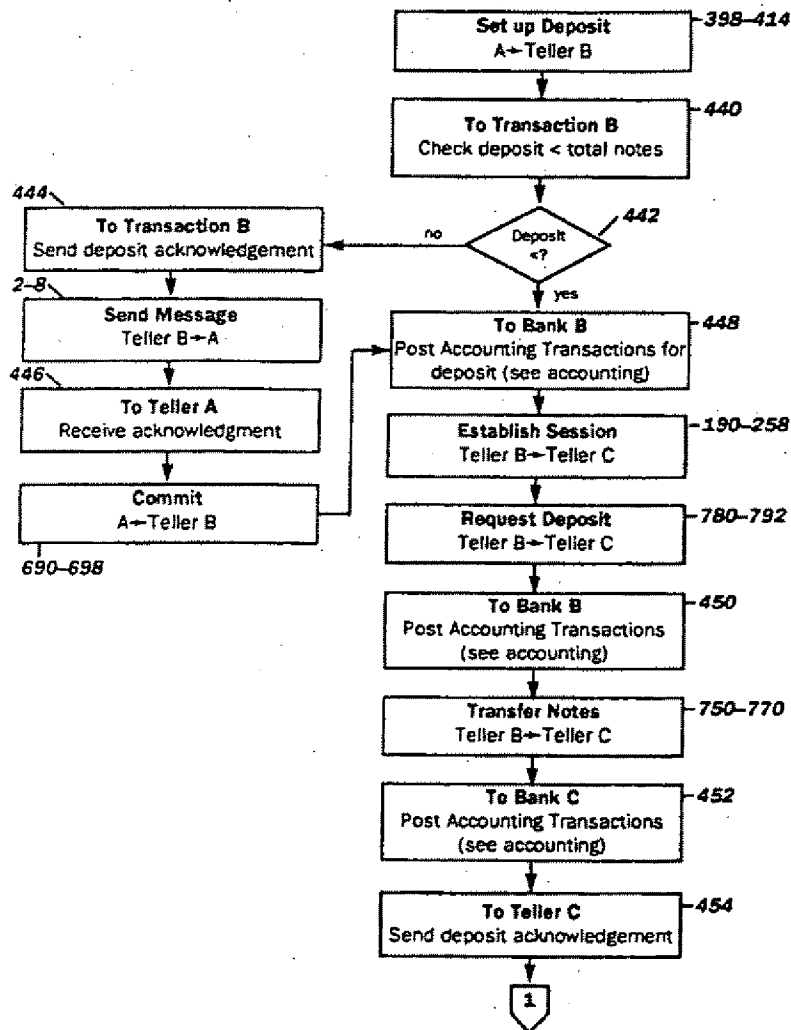 Set up Deposit
A→Teller B
398–414
To Transaction B
Check deposit < total notes
440
Deposit
<?
442
no
yes
444
To Transaction B
Send deposit acknowledgement
2–8
Send Message
Teller B→A
446
To Teller A
Receive acknowledgment
Commit
A→Teller B
690–698
To Bank B
Post Accounting Transactions for
deposit (see accounting)
448
Establish Session
Teller B→Teller C
190–258
Request Deposit
Teller B→Teller C
780–792
To Bank B
Post Accounting Transactions
(see accounting)
450
Transfer Notes
Teller B→Teller C
750–770
To Bank C
Post Accounting Transactions
(see accounting)
452
To Teller C
Send deposit acknowledgement
454
1